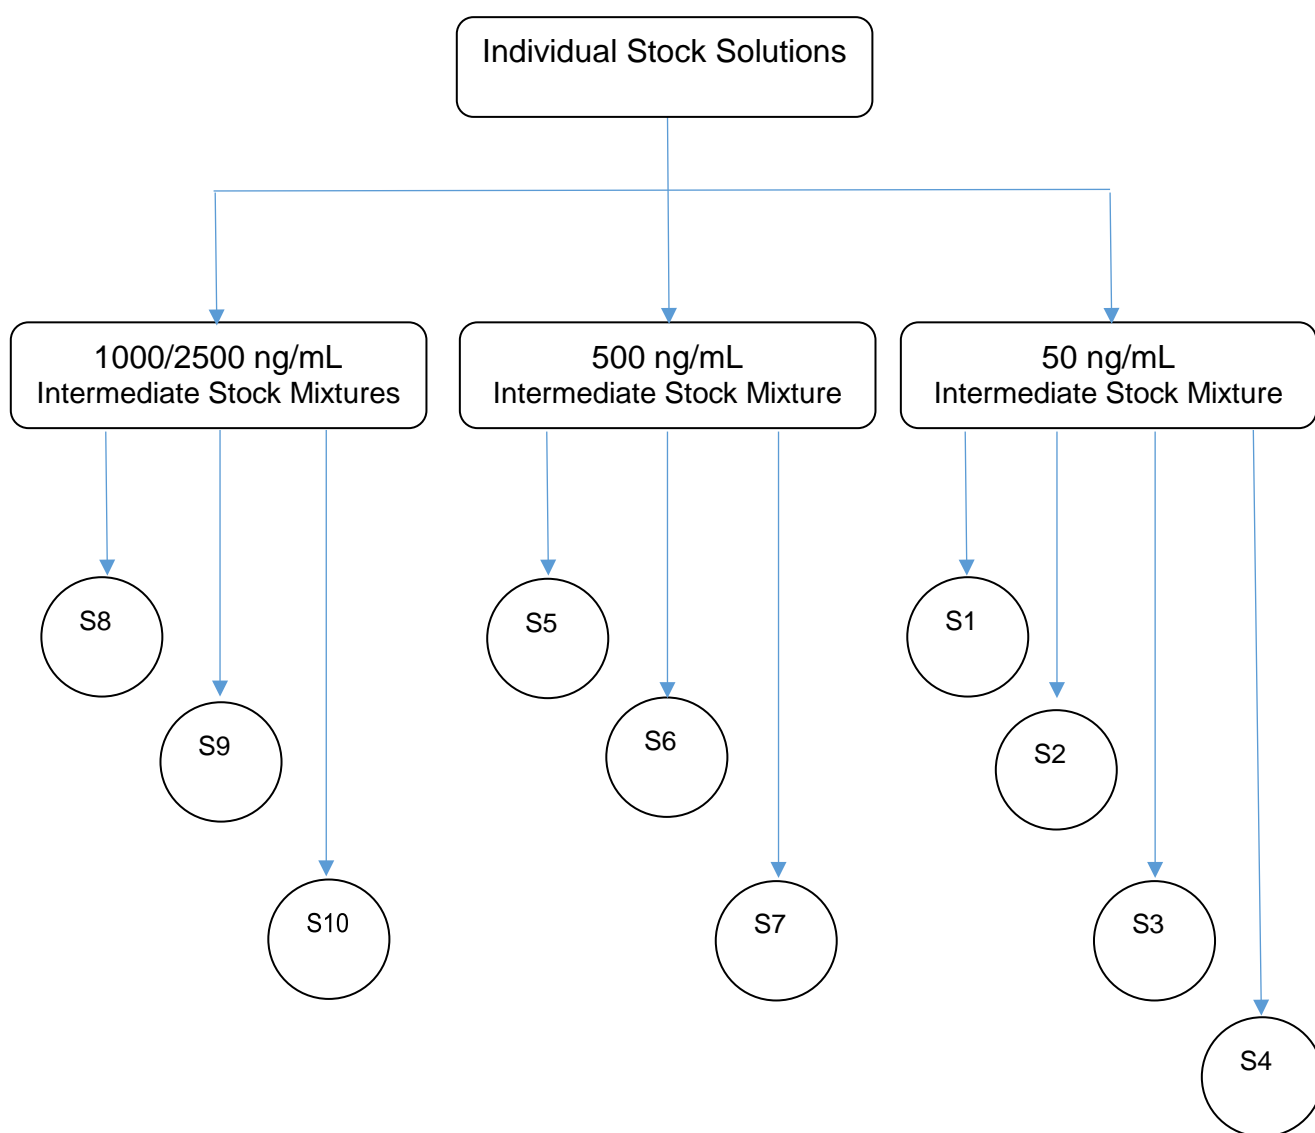 Individual Stock Solutions
1000/2500 ng/mL
Intermediate Stock Mixtures
500 ng/mL
Intermediate Stock Mixture
50 ng/mL
Intermediate Stock Mixture
S8
S5
S1
S9
S6
S2
S10
S7
S3
S4